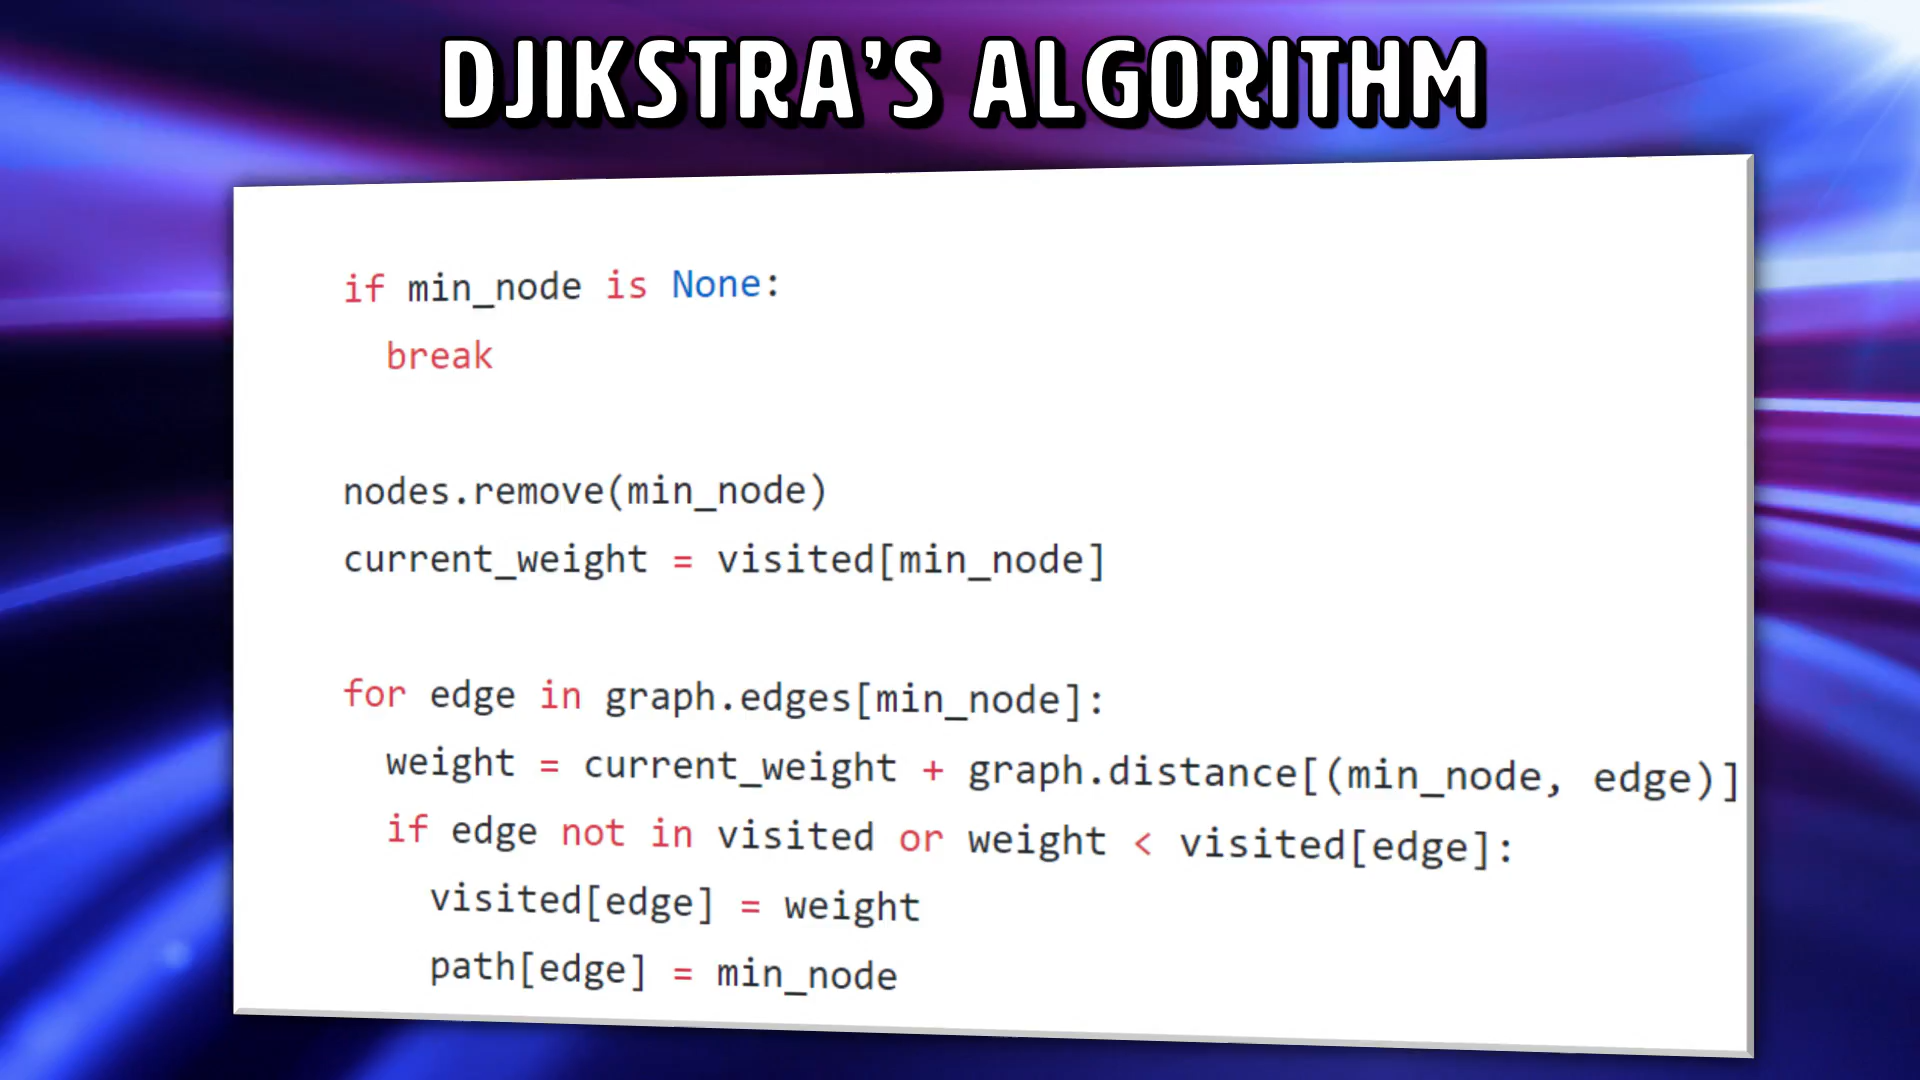 DJIKSTRA'S ALGORITHM
if min_node is None:
break
nodes.remove(min_node)
current_weight = visited[min_node]
for edge in graph.edges[min_node]:
weight = current_weight + graph.distance[(min_node, edge)]
if edge not in visited or weight < visited[edge]:
visited[edge] = weight
path[edge] = min_node